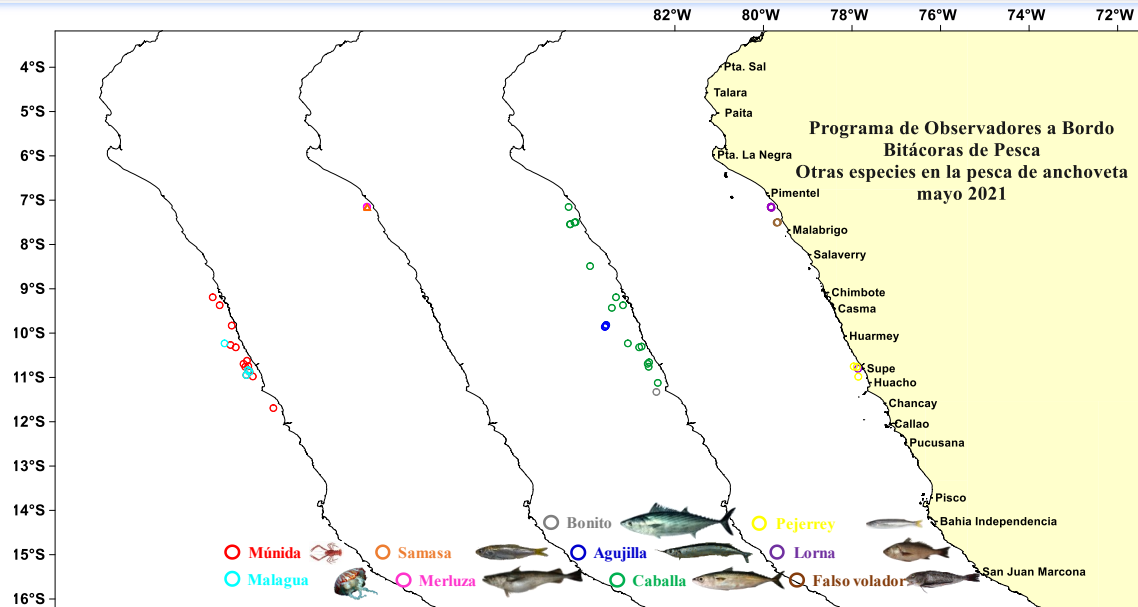 82°W 80°W 78°W 76°W 74°W 72°W
4°S
5°S
6°S
7°S
8°S
9°S
10°S
11°S
12°S
13°S
14°S
15°S
16°S
Pta. Sal
Talara
Paita
Pta. La Negra
Pimentel
Malabrigo
Salaverry
Chimbote
Casma
Huarmey
Supe
Huacho
Chancay
Callao
Pucusana
Pisco
Bahia Independencia
San Juan Marcona
Programa de Observadores a Bordo
Bitácoras de Pesca
Otras especies en la pesca de anchoveta
mayo 2021
Bonito
Pejerrey
Múnida
Samasa
Agujilla
Lorna
Malagua
Merluza
Caballa
Falso volador